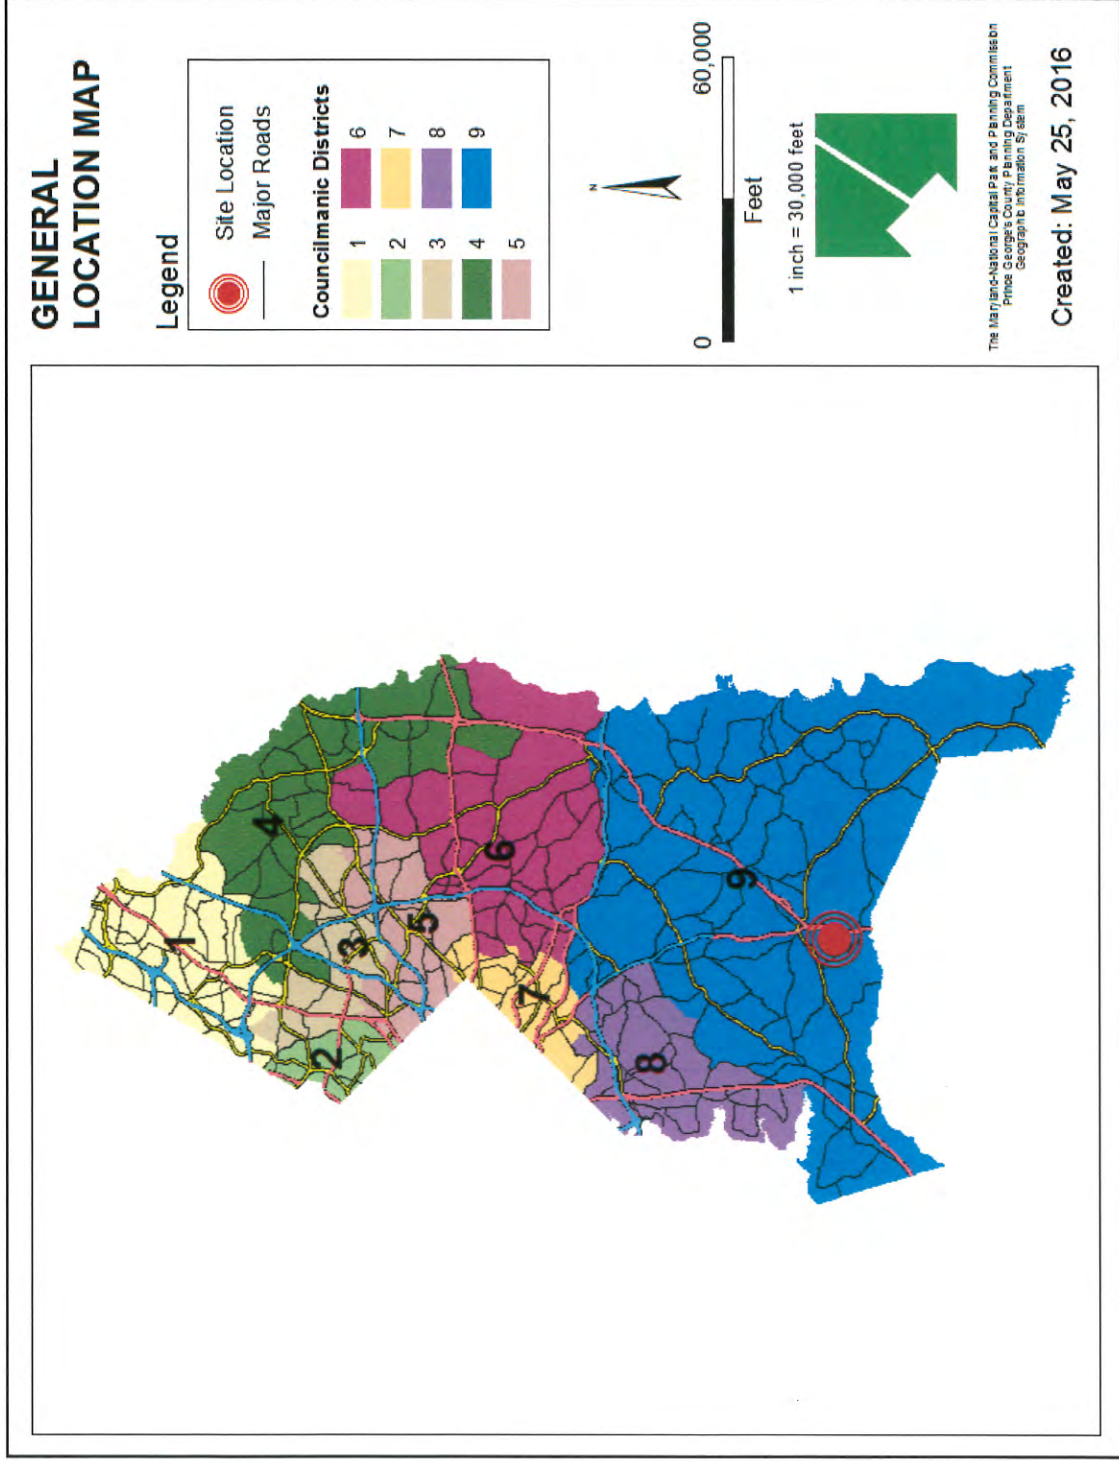 GENERAL
LOCATION MAP
Legend
Site Location
Major Roads
Councilmanic Districts
1
2
3
4
5
6
7
8
9
N
0
60,000
Feet
1 inch = 30,000 feet
The Maryland-National Capital Park and Planning Commission
Prince George's County Planning Department
Geographic Information System
Created: May 25, 2016
1
2
3
4
5
6
7
8
9